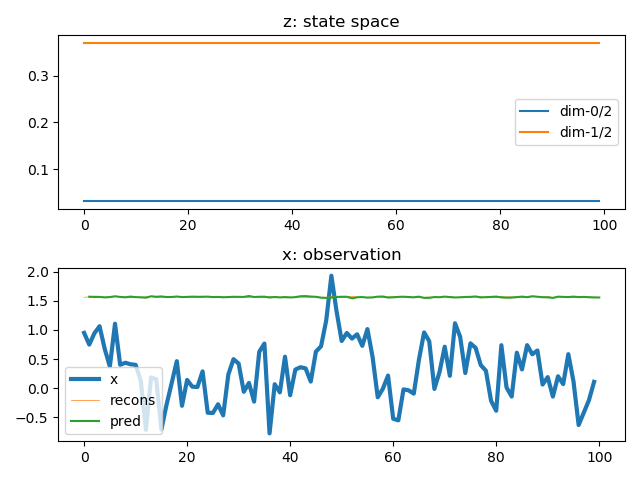 z: state space
0.3
0.2
0.1
dim-0/2
dim-1/2
0 20 40 60 80 100
x: observation
2.0
1.5
1.0
0.5
0.0
−0.5
x
recons
pred
0 20 40 60 80 100